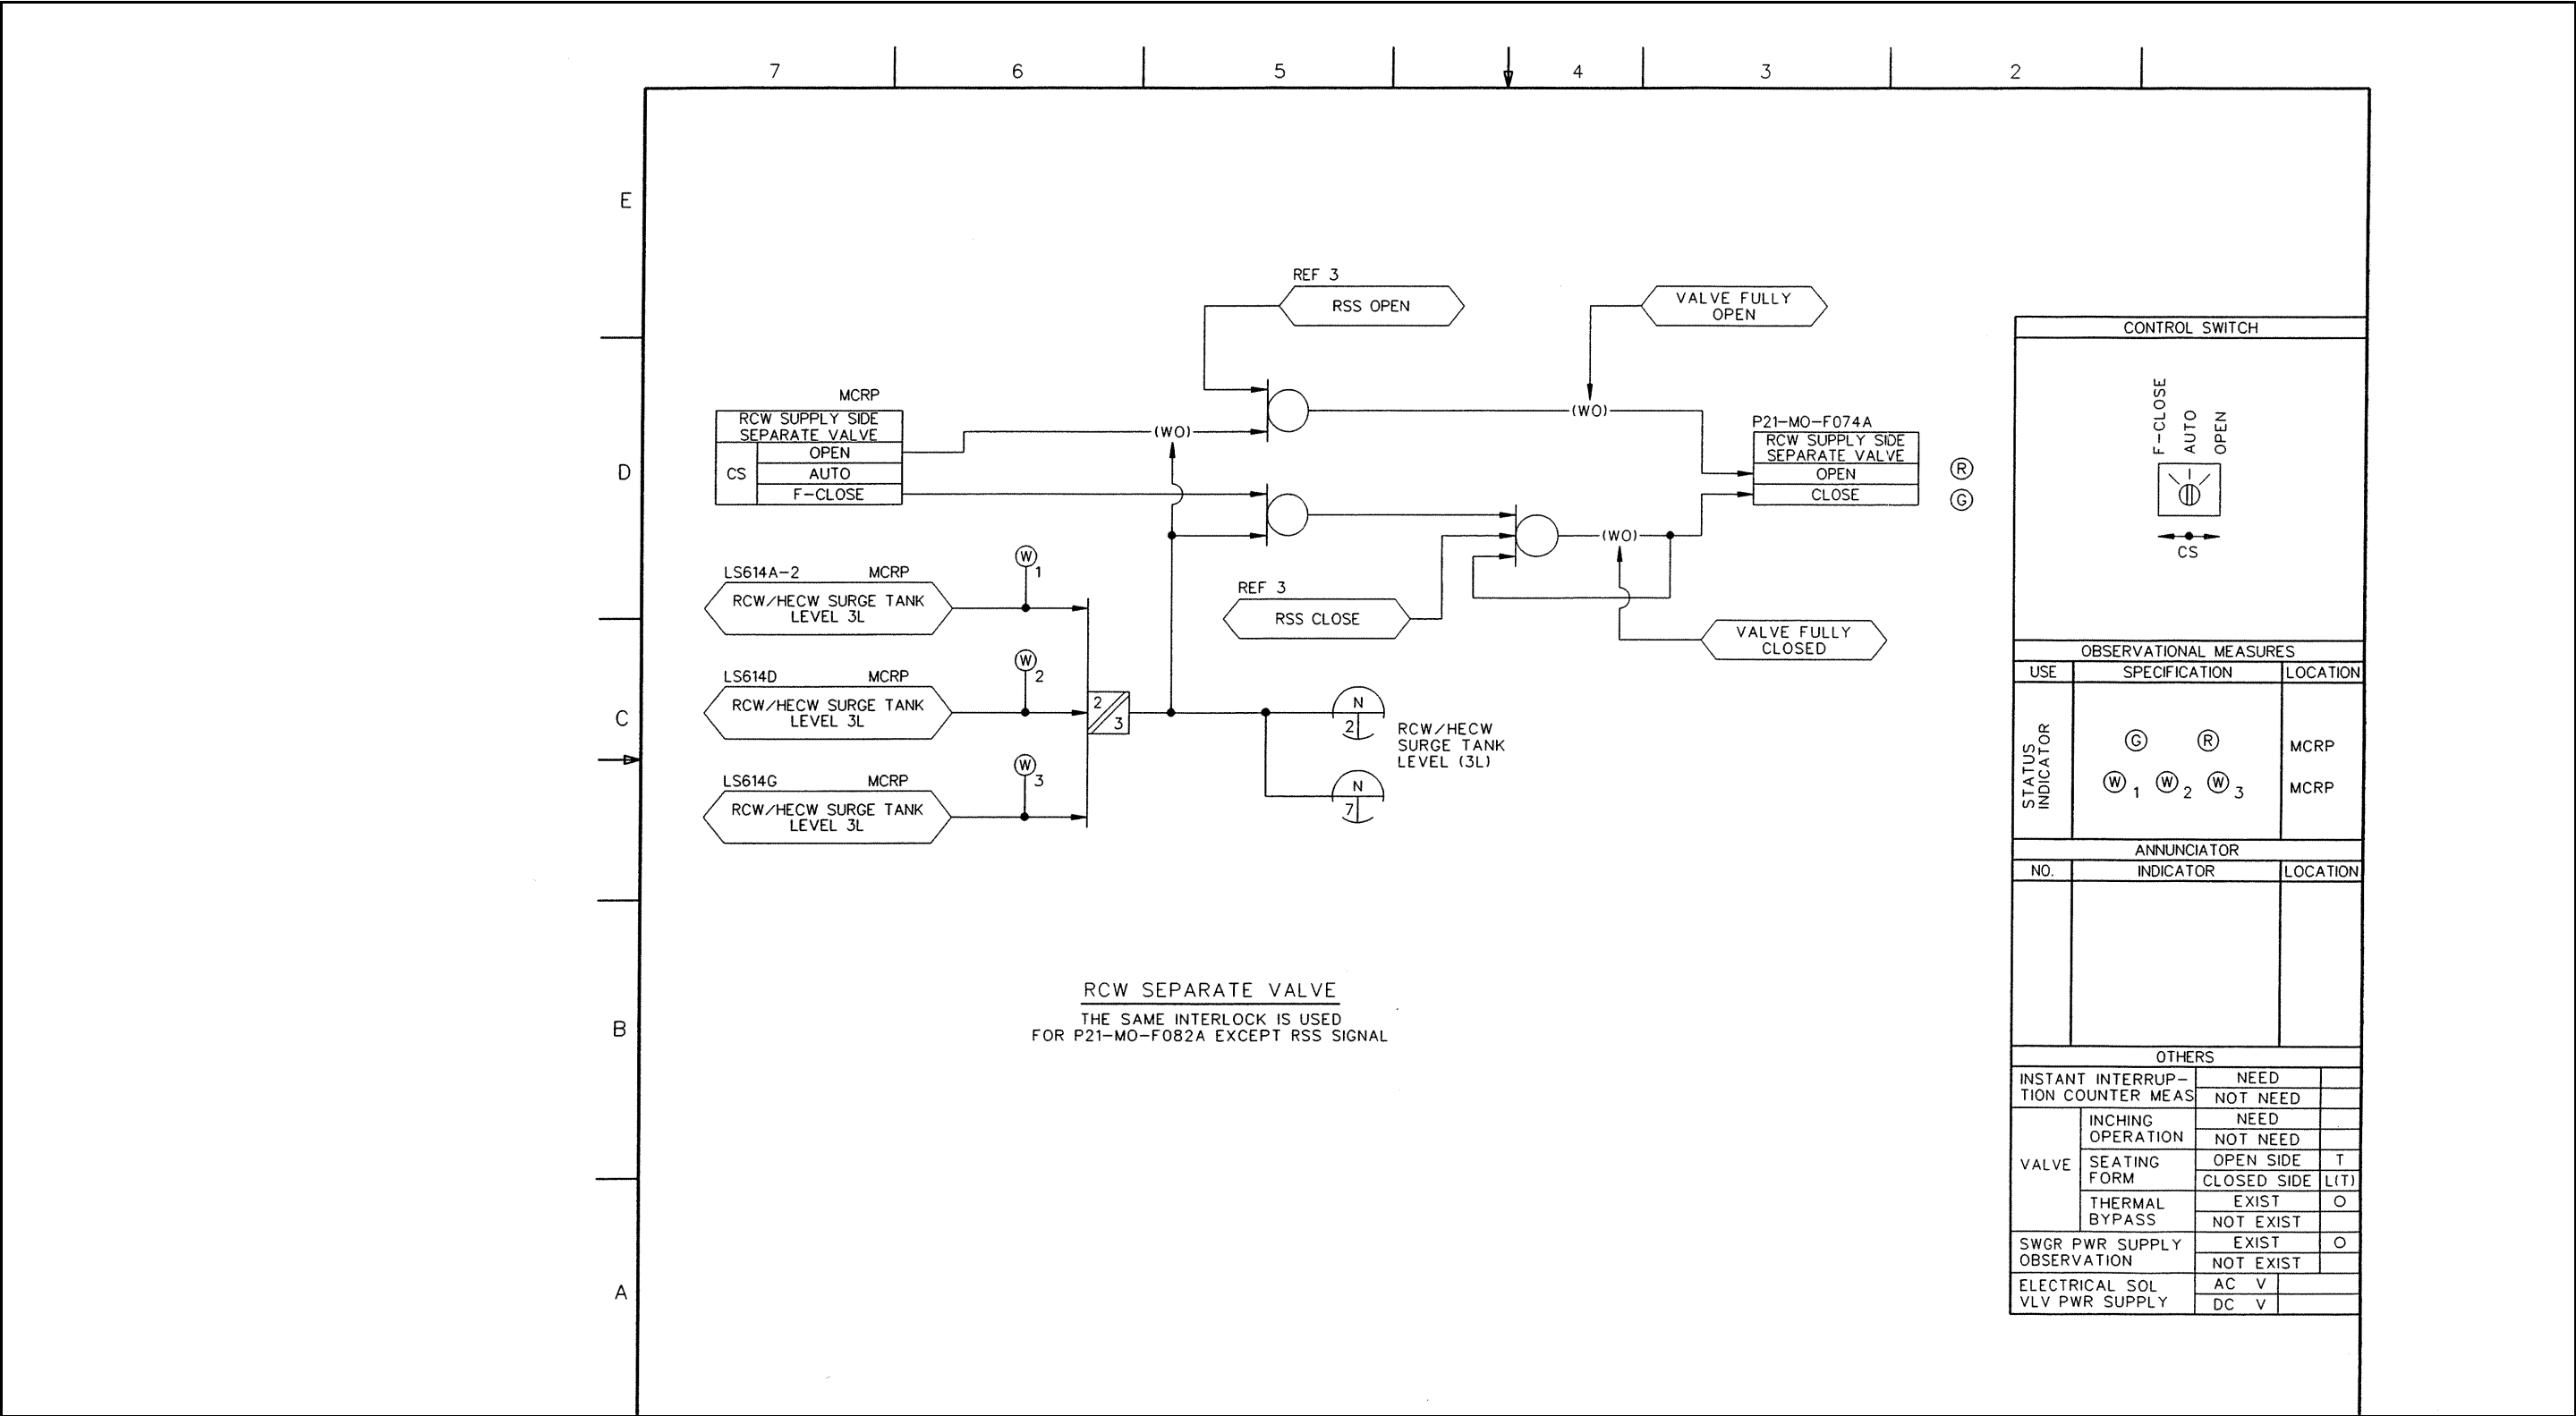 7 6 5 4 3 2
E
D
C
B
A
REF 3
RSS OPEN
VALVE FULLY
OPEN
(WO)
MCRP
RCW SUPPLY SIDE
SEPARATE VALVE
CS
OPEN
AUTO
F-CLOSE
(WO)
P21-MO-F074A
RCW SUPPLY SIDE
SEPARATE VALVE
OPEN
CLOSE
R
G
(WO)
REF 3
RSS CLOSE
VALVE FULLY
CLOSED
W 1
LS614A-2 MCRP
RCW/HECW SURGE TANK
LEVEL 3L
W 2
LS614D MCRP
RCW/HECW SURGE TANK
LEVEL 3L
W 3
LS614G MCRP
RCW/HECW SURGE TANK
LEVEL 3L
2
3
N
2
RCW/HECW
SURGE TANK
LEVEL (3L)
N
7
RCW SEPARATE VALVE
THE SAME INTERLOCK IS USED
FOR P21-MO-F082A EXCEPT RSS SIGNAL
CONTROL SWITCH
F-CLOSE
AUTO
OPEN
CS
OBSERVATIONAL MEASURES
USE SPECIFICATION LOCATION
STATUS
INDICATOR
G R MCRP
W 1 W 2 W 3 MCRP
ANNUNCIATOR
NO. INDICATOR LOCATION
OTHERS
INSTANT INTERRUP-
TION COUNTER MEAS
NEED
NOT NEED
VALVE
INCHING
OPERATION
NEED
NOT NEED
SEATING
FORM
OPEN SIDE T
CLOSED SIDE L(T)
THERMAL
BYPASS
EXIST O
NOT EXIST
SWGR PWR SUPPLY
OBSERVATION
EXIST O
NOT EXIST
ELECTRICAL SOL
VLV PWR SUPPLY
AC V
DC V